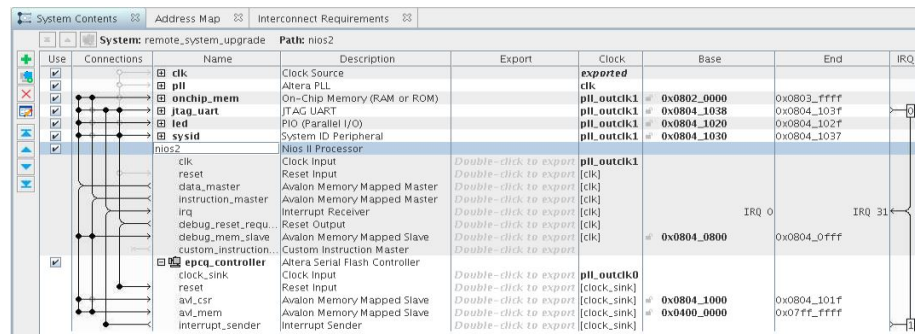 System Contents Address Map Interconnect Requirements
System: remote_system_upgrade Path: nios2
Use Connections Name Description Export Clock Base End IRQ
clk Clock Source exported
pll Altera PLL clk
onchip_mem On-Chip Memory (RAM or ROM) pll_outclk1 0x0802_0000 0x0803_ffff
jtag_uart JTAG UART pll_outclk1 0x0804_1038 0x0804_103f 0
led PIO (Parallel I/O) pll_outclk1 0x0804_1020 0x0804_102f
sysid System ID Peripheral pll_outclk1 0x0804_1030 0x0804_1037
nios2 Nios II Processor
clk Clock Input Double-click to export pll_outclk1
reset Reset Input Double-click to export [clk]
data_master Avalon Memory Mapped Master Double-click to export [clk]
instruction_master Avalon Memory Mapped Master Double-click to export [clk]
irq Interrupt Receiver Double-click to export [clk] IRQ 0 IRQ 31
debug_reset_requ... Reset Output Double-click to export [clk]
debug_mem_slave Avalon Memory Mapped Slave Double-click to export [clk] 0x0804_0800 0x0804_0fff
custom_instruction... Custom Instruction Master Double-click to export
epcq_controller Altera Serial Flash Controller
clock_sink Clock Input Double-click to export pll_outclk0
reset Reset Input Double-click to export [clock_sink]
avl_csr Avalon Memory Mapped Slave Double-click to export [clock_sink] 0x0804_1000 0x0804_101f
avl_mem Avalon Memory Mapped Slave Double-click to export [clock_sink] 0x0400_0000 0x07ff_ffff
interrupt_sender Interrupt Sender Double-click to export [clock_sink] 1